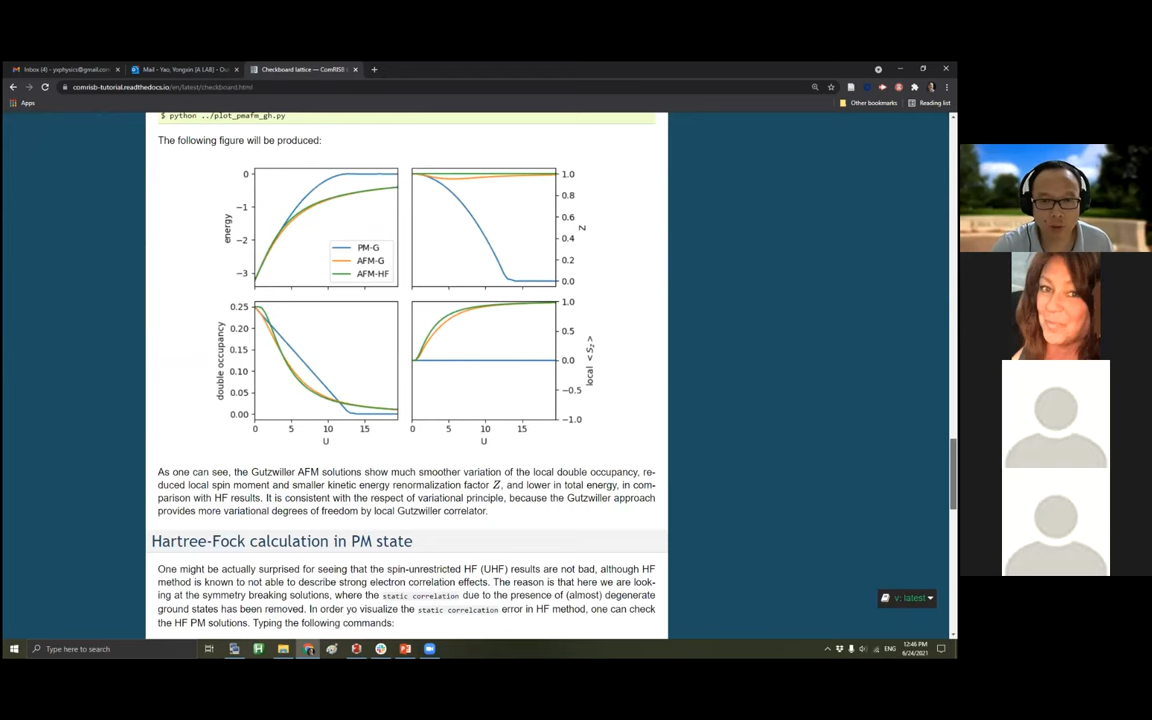 Inbox (4) - yxphysics@gmail.com
Mail - Yao, Yongxin [A LAB] - Ou
Checkboard lattice — ComRISB
comrisb-tutorial.readthedocs.io/en/latest/checkboard.html
Apps
Other bookmarks
Reading list
$ python ../plot_pmafm_gh.py
The following figure will be produced:
0
−1
−2
−3
energy
PM-G
AFM-G
AFM-HF
1.0
0.8
0.6
0.4
0.2
0.0
Z
0.25
0.20
0.15
0.10
0.05
0.00
double occupancy
0 5 10 15
U
1.0
0.5
0.0
−0.5
−1.0
local < S_z >
0 5 10 15
U
As one can see, the Gutzwiller AFM solutions show much smoother variation of the local double occupancy, re-
duced local spin moment and smaller kinetic energy renormalization factor Z, and lower in total energy, in com-
parison with HF results. It is consistent with the respect of variational principle, because the Gutzwiller approach
provides more variational degrees of freedom by local Gutzwiller correlator.
Hartree-Fock calculation in PM state
One might be actually surprised for seeing that the spin-unrestricted HF (UHF) results are not bad, although HF
method is known to not able to describe strong electron correlation effects. The reason is that here we are look-
ing at the symmetry breaking solutions, where the static correlation due to the presence of (almost) degenerate
ground states has been removed. In order yo visualize the static correlcation error in HF method, one can check
the HF PM solutions. Typing the following commands:
v: latest
Type here to search
ENG
12:46 PM
6/24/2021